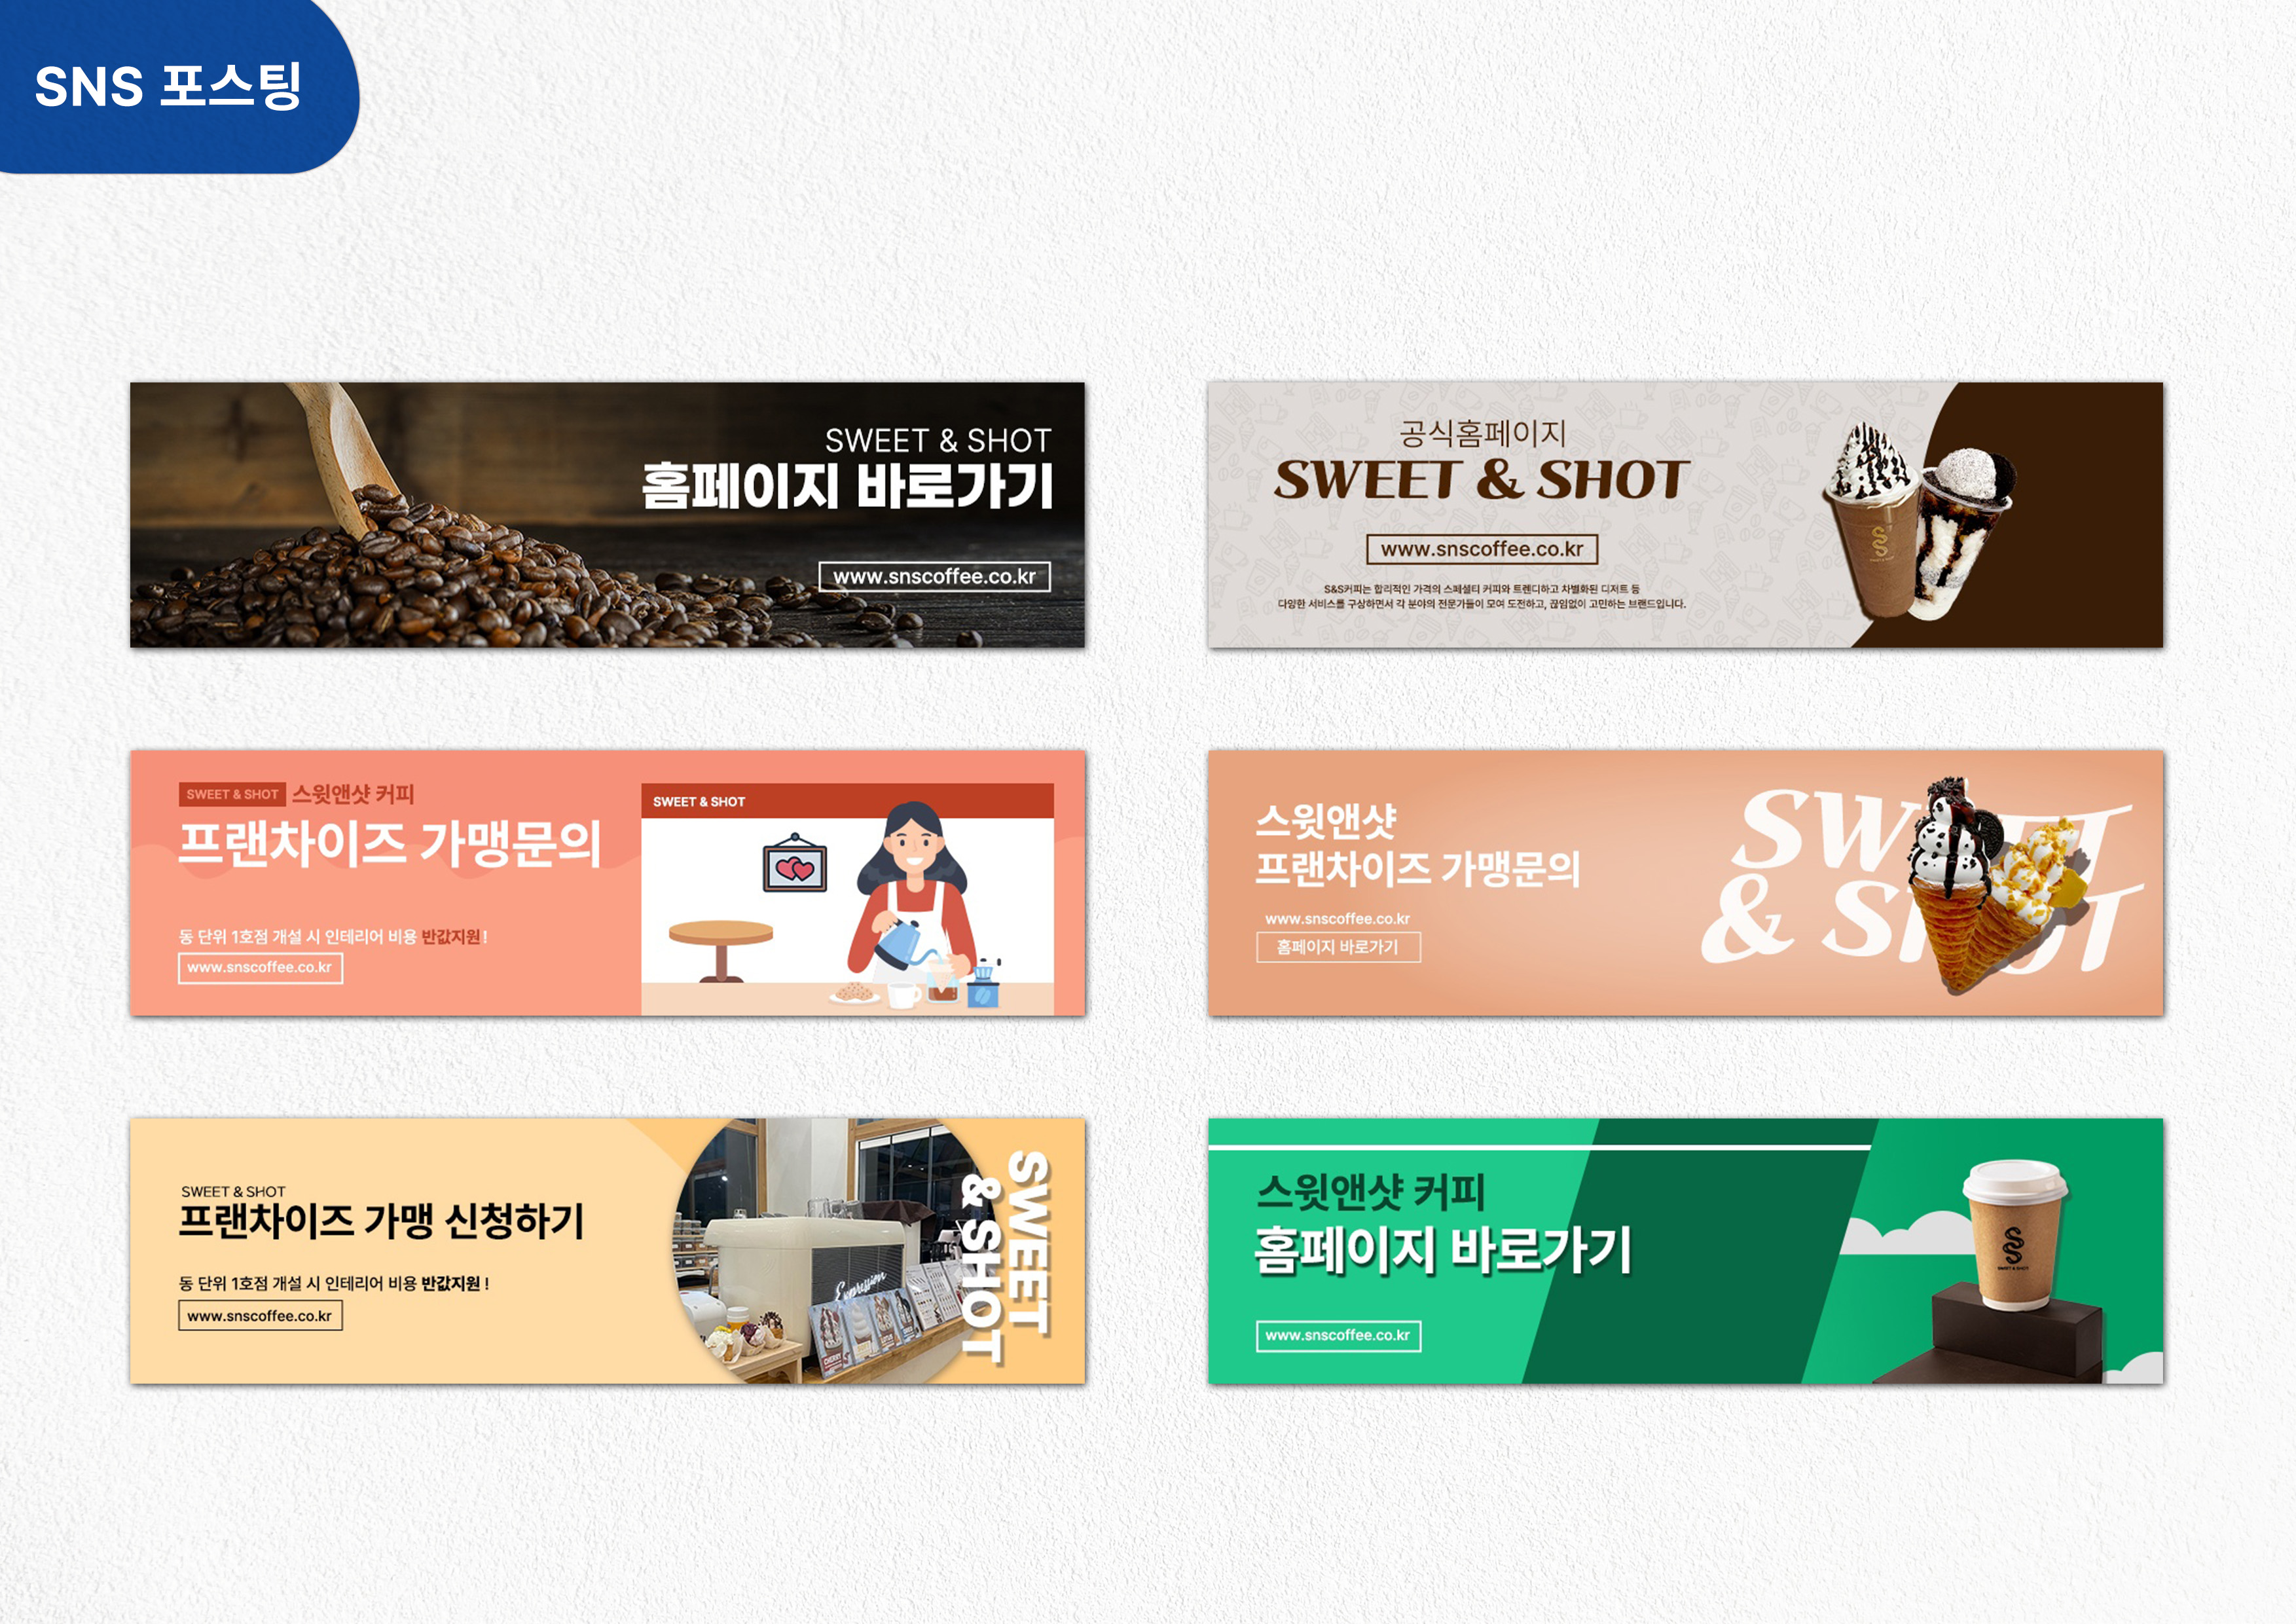 SNS 포스팅
SWEET & SHOT
홈페이지 바로가기
www.snscoffee.co.kr
공식홈페이지
SWEET & SHOT
www.snscoffee.co.kr
S&S커피는 합리적인 가격의 스페셜티 커피와 트렌디하고 차별화된 디저트 등
다양한 서비스를 구상하면서 각 분야의 전문가들이 모여 도전하고, 끊임없이 고민하는 브랜드입니다.
SWEET & SHOT 스윗앤샷 커피
프랜차이즈 가맹문의
동 단위 1호점 개설 시 인테리어 비용 반값지원!
www.snscoffee.co.kr
SWEET & SHOT
스윗앤샷
프랜차이즈 가맹문의
www.snscoffee.co.kr
홈페이지 바로가기
SWEET
& SHOT
SWEET & SHOT
프랜차이즈 가맹 신청하기
동 단위 1호점 개설 시 인테리어 비용 반값지원 !
www.snscoffee.co.kr
Expression
CHERRY
SWEET
& SHOT
스윗앤샷 커피
홈페이지 바로가기
www.snscoffee.co.kr
SWEET & SHOT